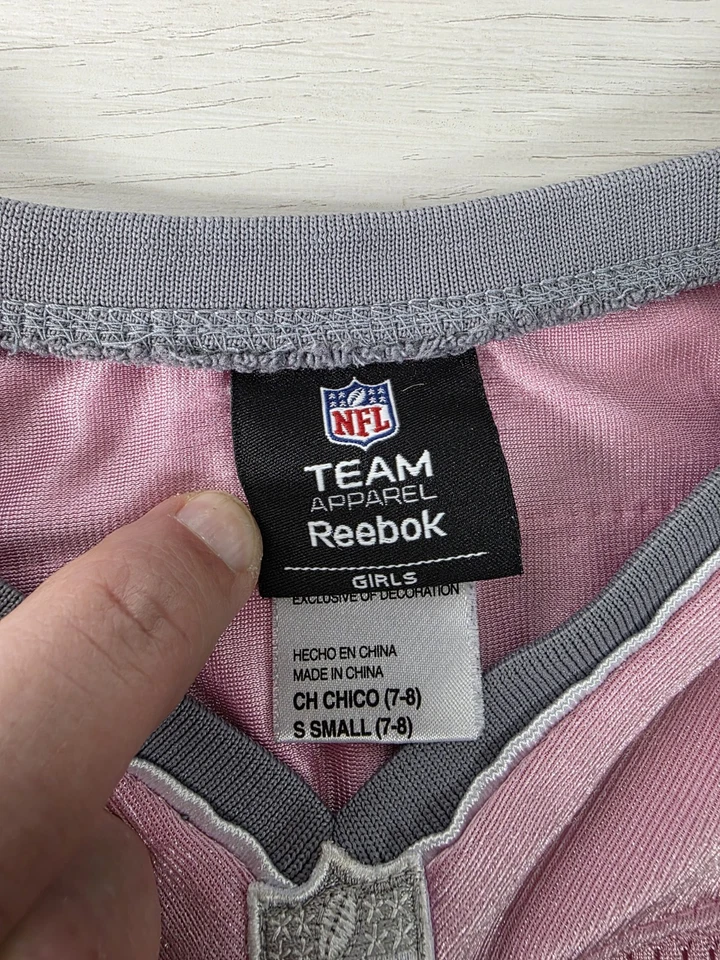 NFL
TEAM
APPAREL
Reebok
GIRLS
EXCLUSIVE OF DECORATION
HECHO EN CHINA
MADE IN CHINA
CH CHICO (7-8)
S SMALL (7-8)